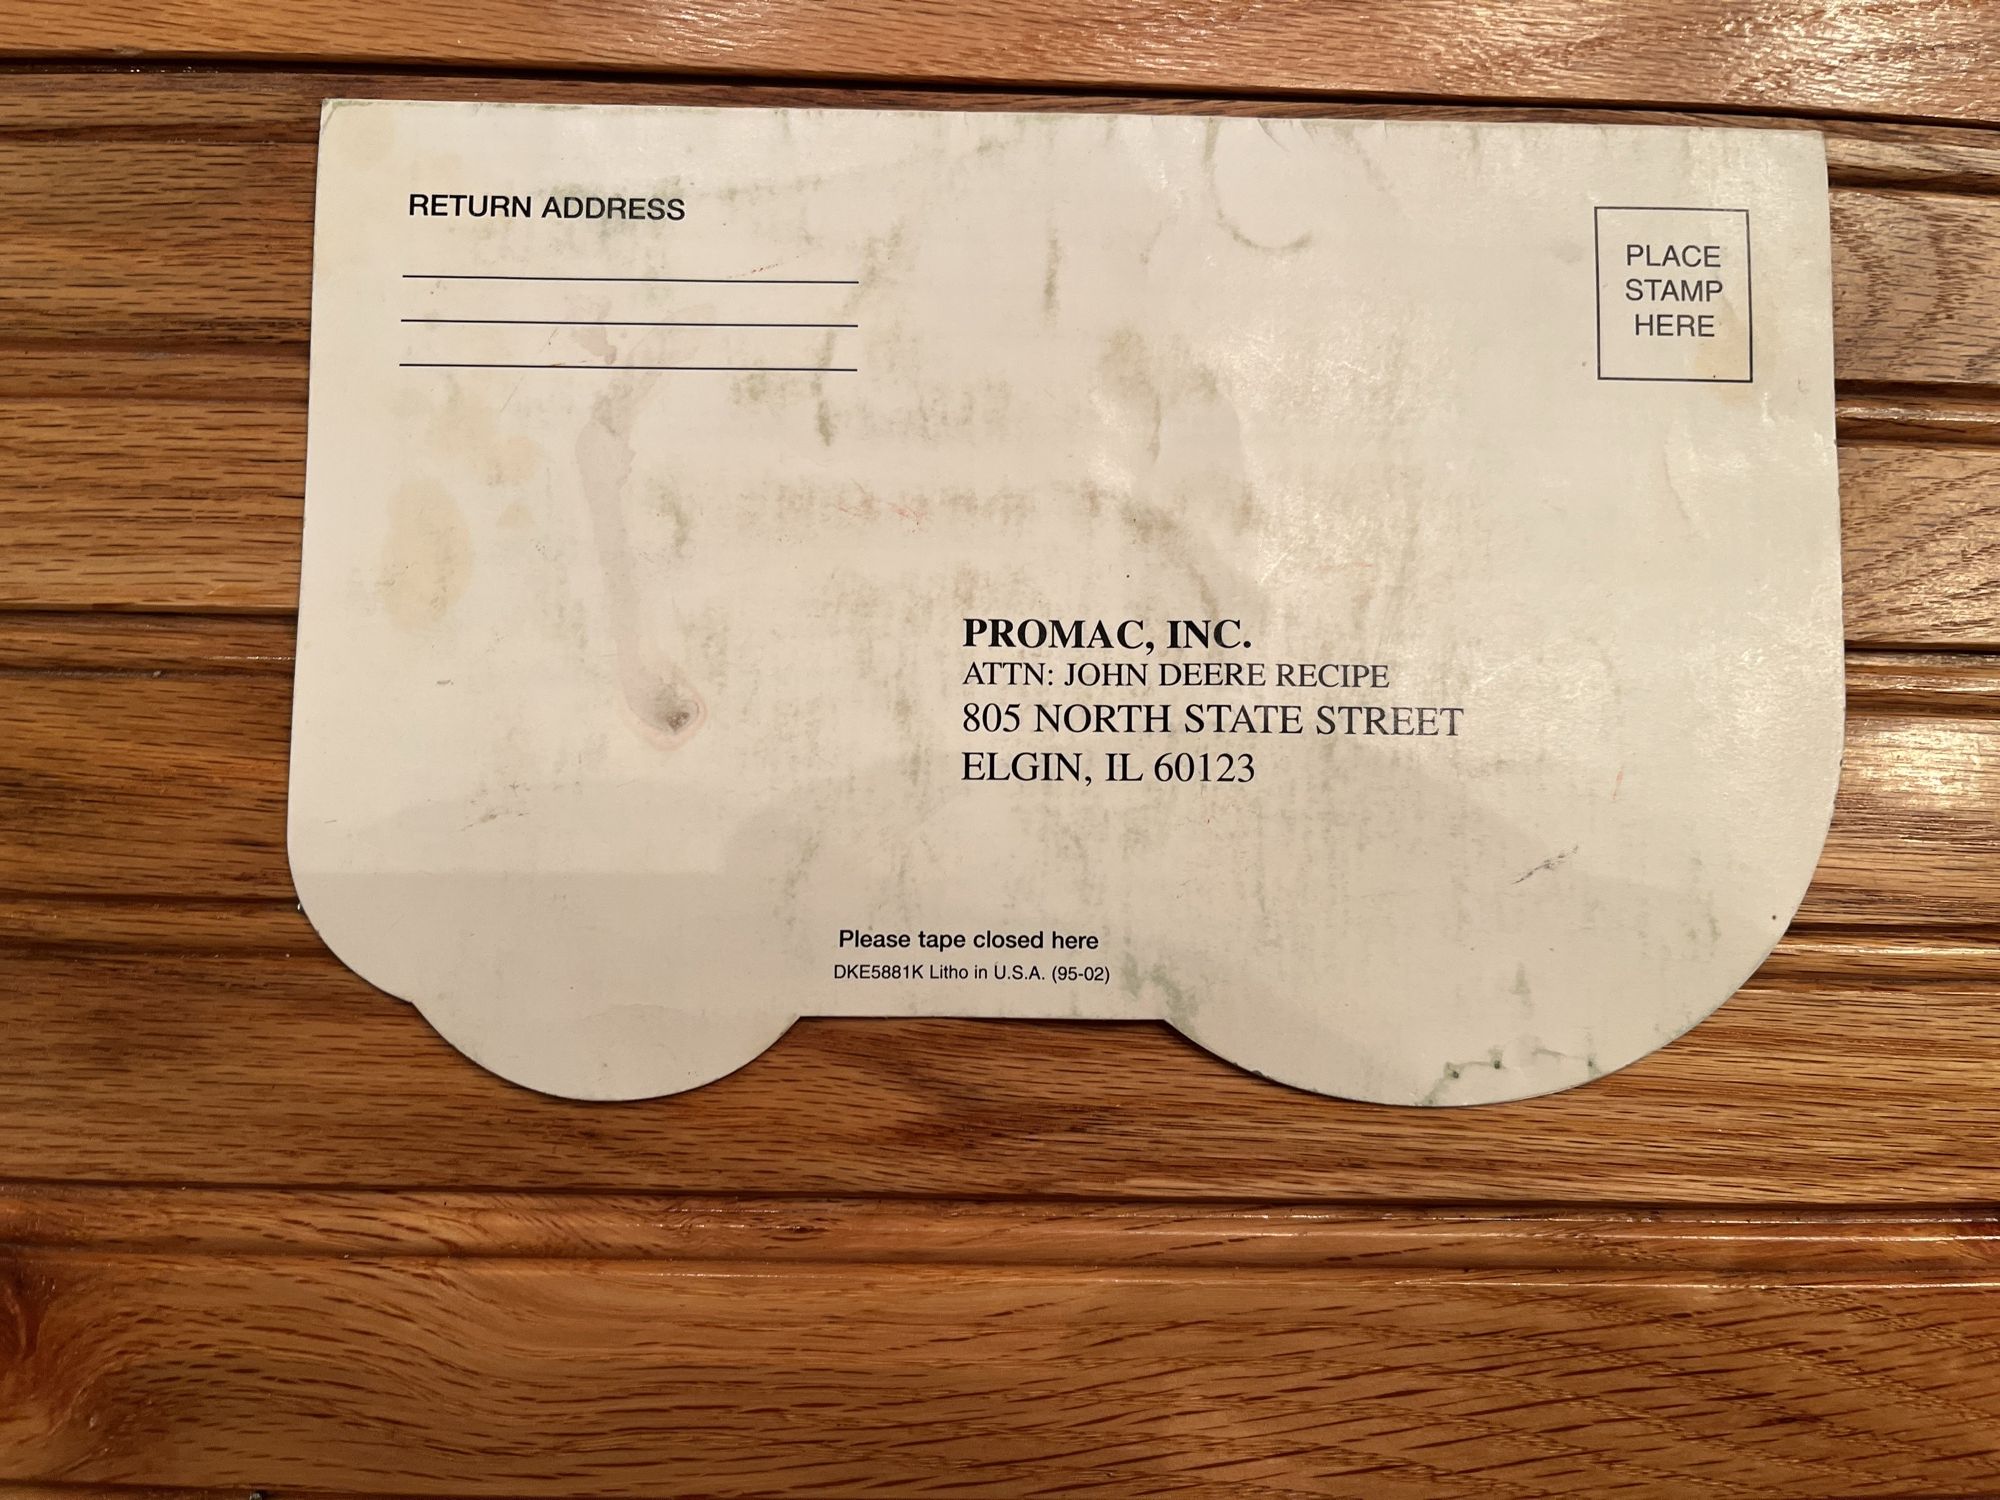 RETURN ADDRESS
PLACE
STAMP
HERE
PROMAC, INC.
ATTN: JOHN DEERE RECIPE
805 NORTH STATE STREET
ELGIN, IL 60123
Please tape closed here
DKE5881K Litho in U.S.A. (95-02)